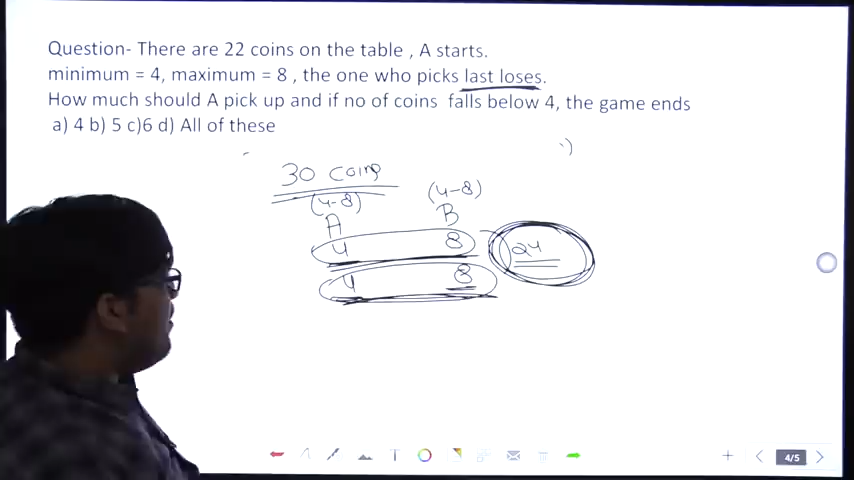 Question- There are 22 coins on the table , A starts.
minimum = 4, maximum = 8 , the one who picks last loses.
How much should A pick up and if no of coins falls below 4, the game ends
a) 4 b) 5 c)6 d) All of these
30 coins
(4-8) (4-8)
A B
4 8 24
4 8
4/5